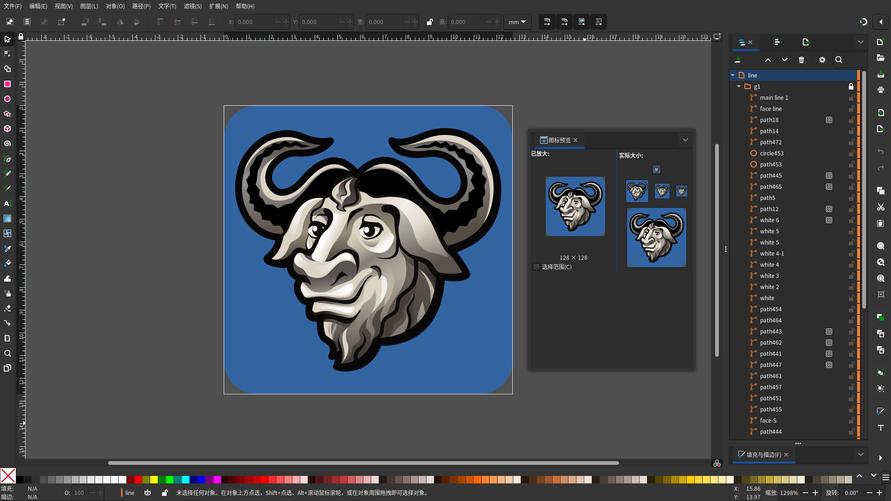 文件(F) 编辑(E) 视图(V) 图层(L) 对象(O) 路径(P) 文字(T) 滤镜(S) 扩展(N) 帮助(H)
X: 0.000 Y: 0.000 宽: 0.000 高: 0.000 mm
图标预览
已放大:
实际大小:
128 × 128
选择范围(C)
line
g1
main line 1
face line
path18
path14
path472
circle453
path453
path445
path465
path5
path12
white 6
white 5
white 5
white 4-1
white 4
white 3
white 2
white
path454
path464
path443
path462
path441
path447
path461
path457
path451
path455
face-5
path444
填充与描边(F)
填充: N/A
描边: N/A
O: 100
line
未选择任何对象。在对象上方点选、Shift+点选、Alt+滚动鼠标滚轮，或在对象周围拖拽即可选择对象。
X: 15.86
Y: 13.97
缩放: 1298%
旋转: 0.00°